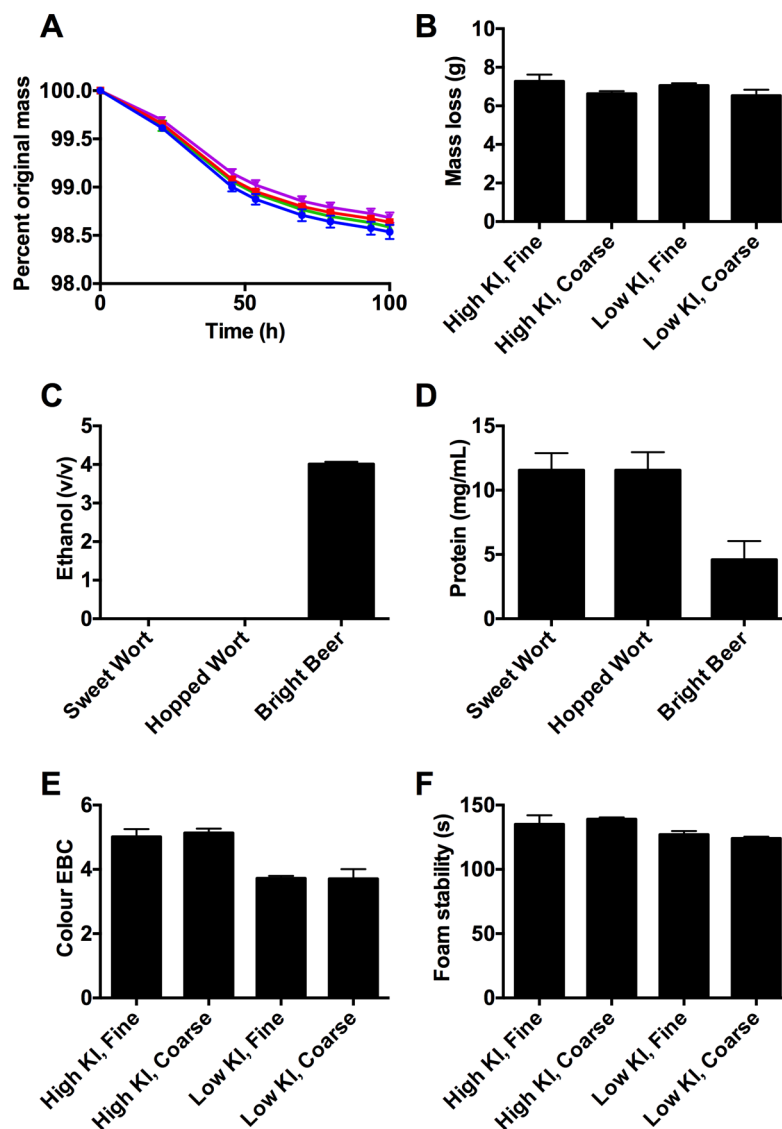 A
Percent original mass
100.0
99.5
99.0
98.5
98.0
0
50
100
Time (h)
B
Mass loss (g)
10
8
6
4
2
0
High KI, Fine
High KI, Coarse
Low KI, Fine
Low KI, Coarse
C
Ethanol (v/v)
5
4
3
2
1
0
Sweet Wort
Hopped Wort
Bright Beer
D
Protein (mg/mL)
15
10
5
0
Sweet Wort
Hopped Wort
Bright Beer
E
Colour EBC
6
4
2
0
High KI, Fine
High KI, Coarse
Low KI, Fine
Low KI, Coarse
F
Foam stability (s)
150
100
50
0
High KI, Fine
High KI, Coarse
Low KI, Fine
Low KI, Coarse